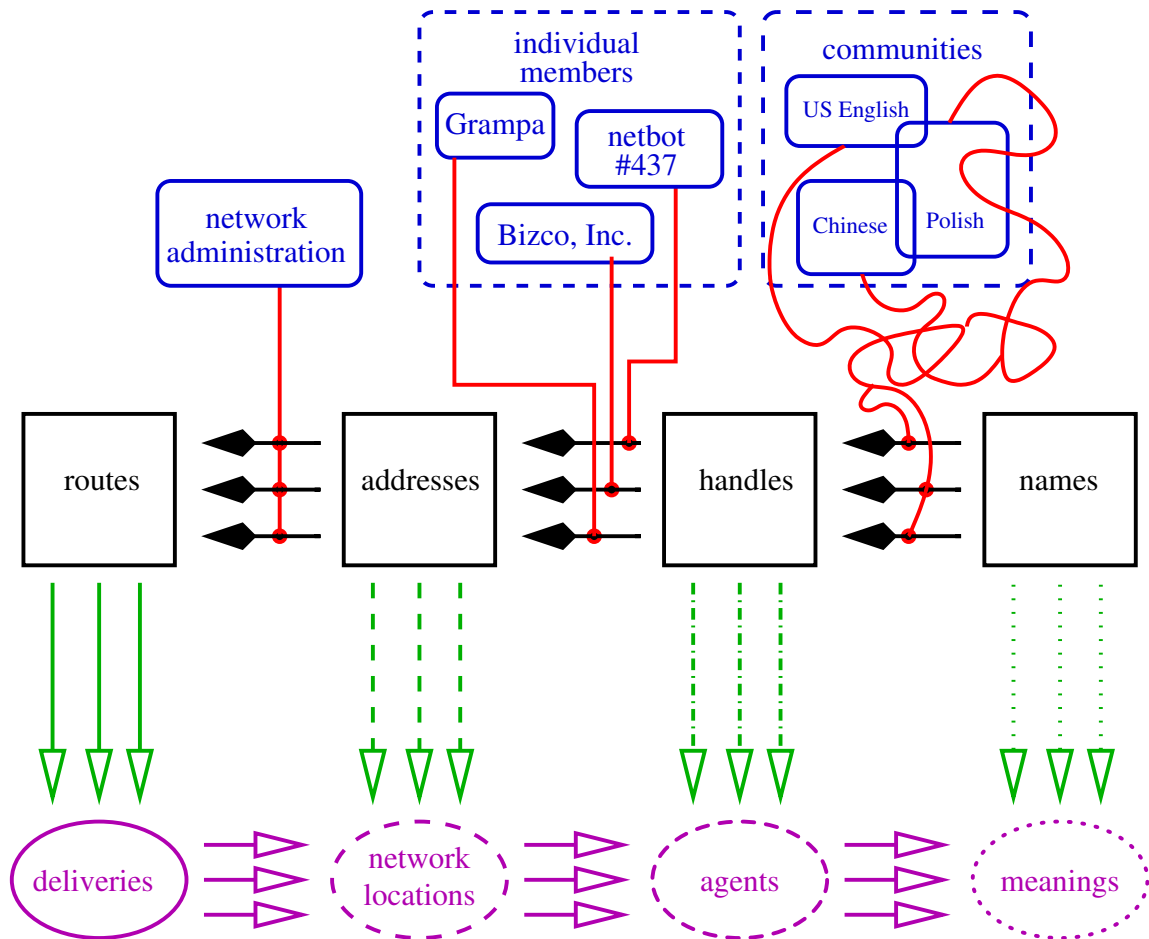 individual
members
communities
Grampa
netbot
#437
US English
network
administration
Bizco, Inc.
Chinese
Polish
routes
addresses
handles
names
deliveries
network
locations
agents
meanings